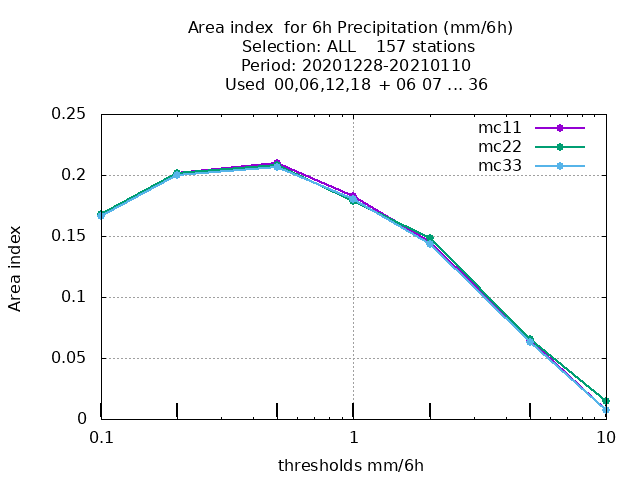 Area index  for 6h Precipitation (mm/6h)
Selection: ALL    157 stations
Period: 20201228-20210110
Used  00,06,12,18  + 06 07 ... 36
0.25
mc11
mc22
mc33
0.2
0.15
Area index
0.1
0.05
0
0.1
1
10
thresholds mm/6h